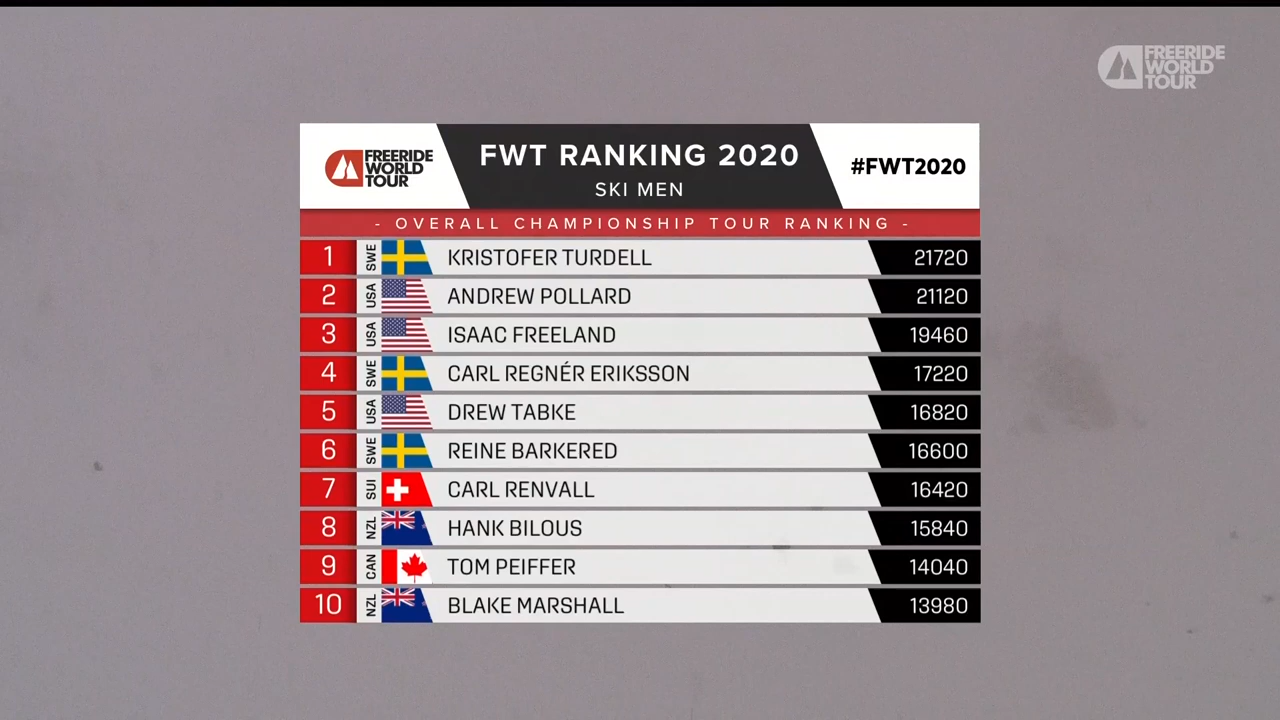 FREERIDE
WORLD
TOUR
FREERIDE
WORLD
TOUR
FWT RANKING 2020
SKI MEN
#FWT2020
- OVERALL CHAMPIONSHIP TOUR RANKING -
1 SWE KRISTOFER TURDELL 21720
2 USA ANDREW POLLARD 21120
3 USA ISAAC FREELAND 19460
4 SWE CARL REGNÉR ERIKSSON 17220
5 USA DREW TABKE 16820
6 SWE REINE BARKERED 16600
7 SUI CARL RENVALL 16420
8 NZL HANK BILOUS 15840
9 CAN TOM PEIFFER 14040
10 NZL BLAKE MARSHALL 13980